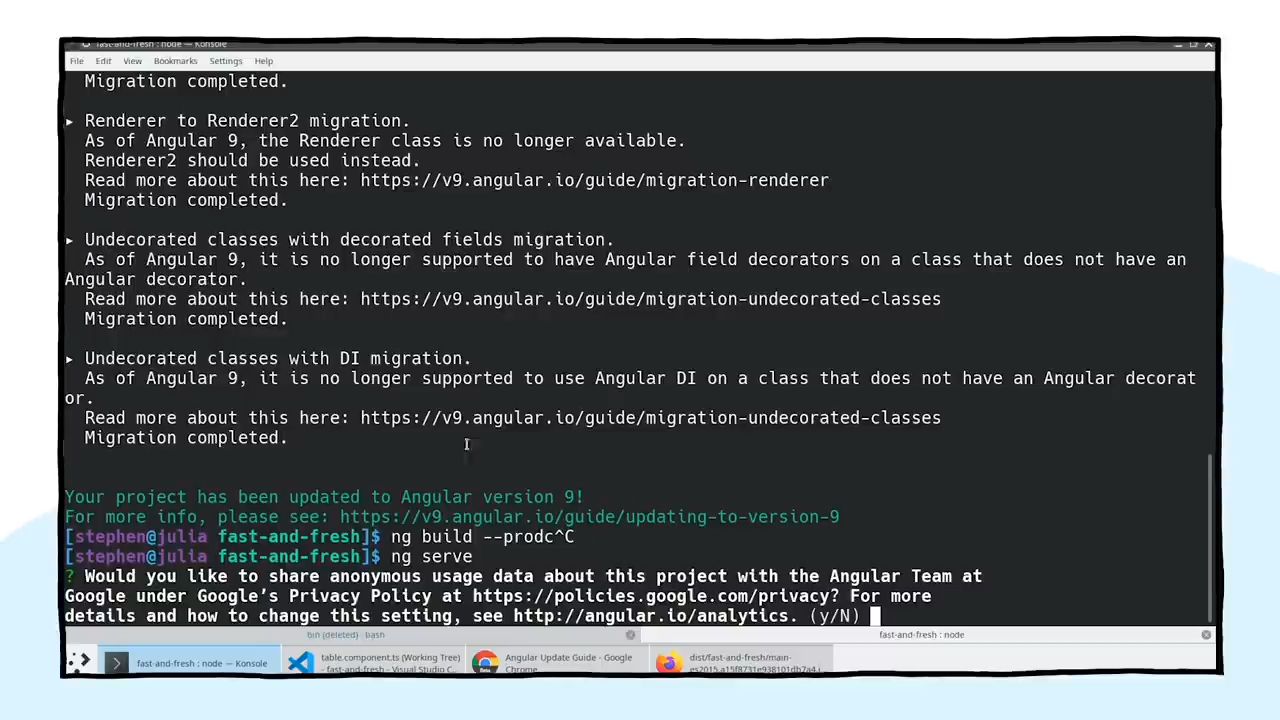 fast-and-fresh : node — Konsole
File Edit View Bookmarks Settings Help
Migration completed.
▸ Renderer to Renderer2 migration.
As of Angular 9, the Renderer class is no longer available.
Renderer2 should be used instead.
Read more about this here: https://v9.angular.io/guide/migration-renderer
Migration completed.
▸ Undecorated classes with decorated fields migration.
As of Angular 9, it is no longer supported to have Angular field decorators on a class that does not have an
Angular decorator.
Read more about this here: https://v9.angular.io/guide/migration-undecorated-classes
Migration completed.
▸ Undecorated classes with DI migration.
As of Angular 9, it is no longer supported to use Angular DI on a class that does not have an Angular decorat
or.
Read more about this here: https://v9.angular.io/guide/migration-undecorated-classes
Migration completed.
Your project has been updated to Angular version 9!
For more info, please see: https://v9.angular.io/guide/updating-to-version-9
[stephen@julia fast-and-fresh]$ ng build --prodc^C
[stephen@julia fast-and-fresh]$ ng serve
? Would you like to share anonymous usage data about this project with the Angular Team at
Google under Google’s Privacy Policy at https://policies.google.com/privacy? For more
details and how to change this setting, see http://angular.io/analytics. (y/N)
bin (deleted) : bash
fast-and-fresh : node
fast-and-fresh : node — Konsole
table.component.ts (Working Tree)
- fast-and-fresh - Visual Studio C...
Angular Update Guide - Google
Chrome
dist/fast-and-fresh/main-
es2015.a15f8731e938101db7a4.j...